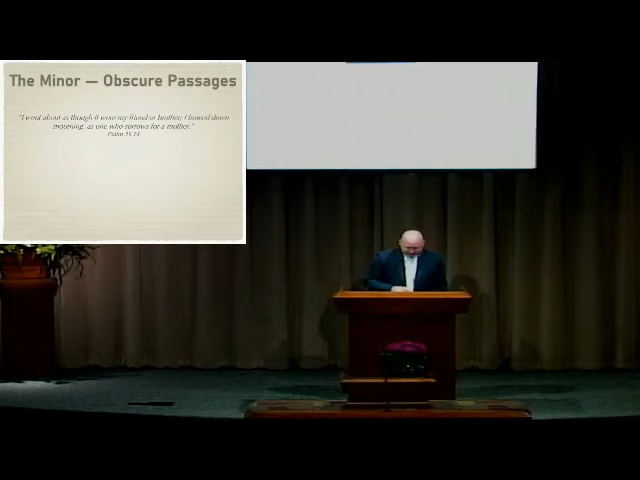 The Minor — Obscure Passages
"I went about as though it were my friend or brother; I bowed down
mourning, as one who sorrows for a mother."
Psalm 35:14